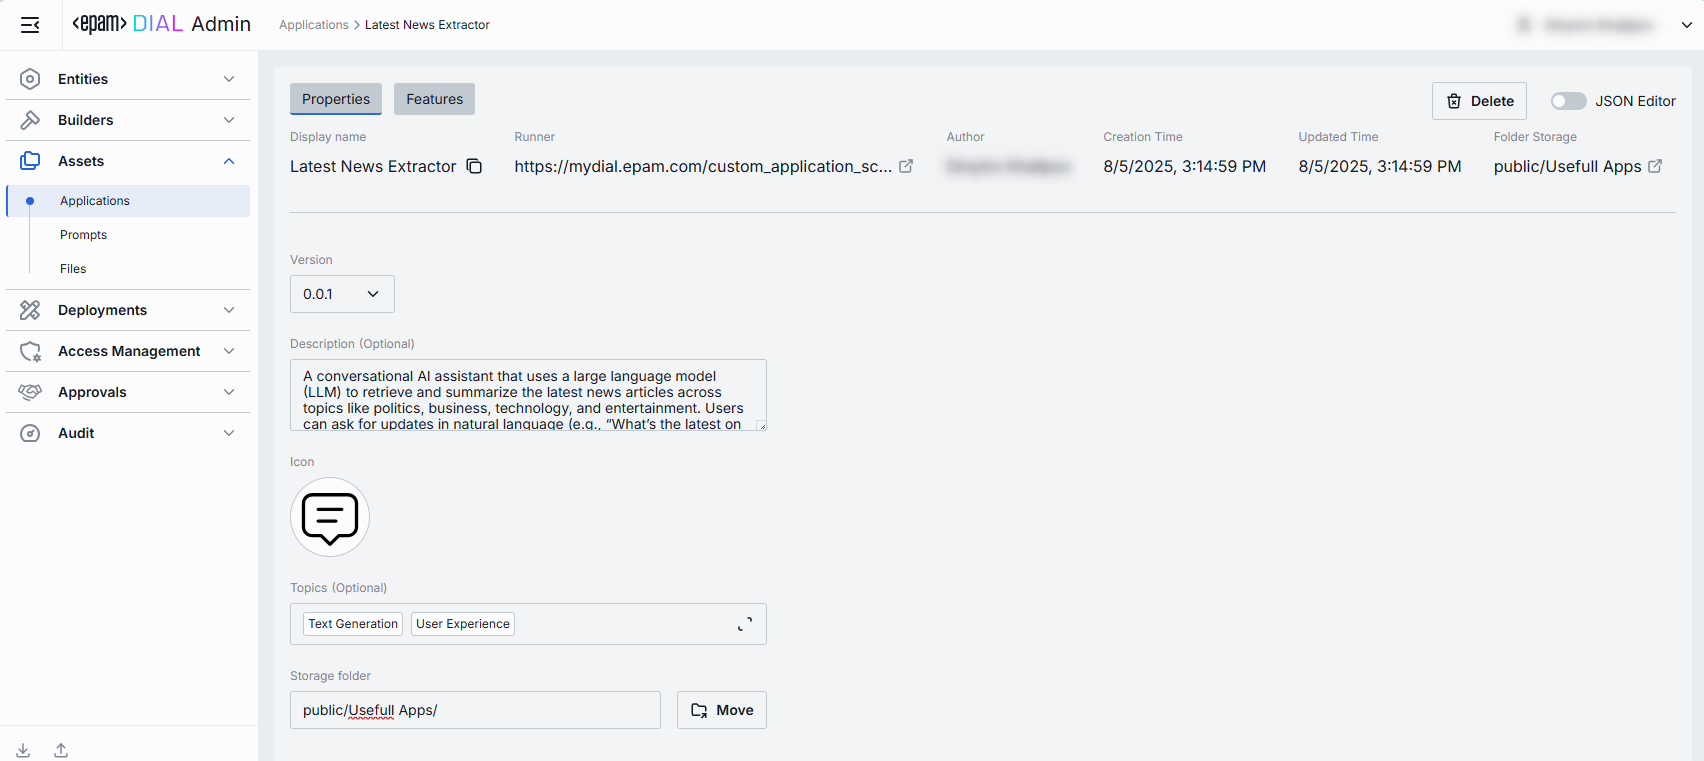 <epam> DIAL Admin
Applications > Latest News Extractor
Entities
Builders
Assets
Applications
Prompts
Files
Deployments
Access Management
Approvals
Audit
Properties
Features
Delete
JSON Editor
Display name
Latest News Extractor
Runner
https://mydial.epam.com/custom_application_sc...
Author
Creation Time
8/5/2025, 3:14:59 PM
Updated Time
8/5/2025, 3:14:59 PM
Folder Storage
public/Usefull Apps
Version
0.0.1
Description (Optional)
A conversational AI assistant that uses a large language model
(LLM) to retrieve and summarize the latest news articles across
topics like politics, business, technology, and entertainment. Users
can ask for updates in natural language (e.g., “What’s the latest on
Icon
Topics (Optional)
Text Generation
User Experience
Storage folder
public/Usefull Apps/
Move